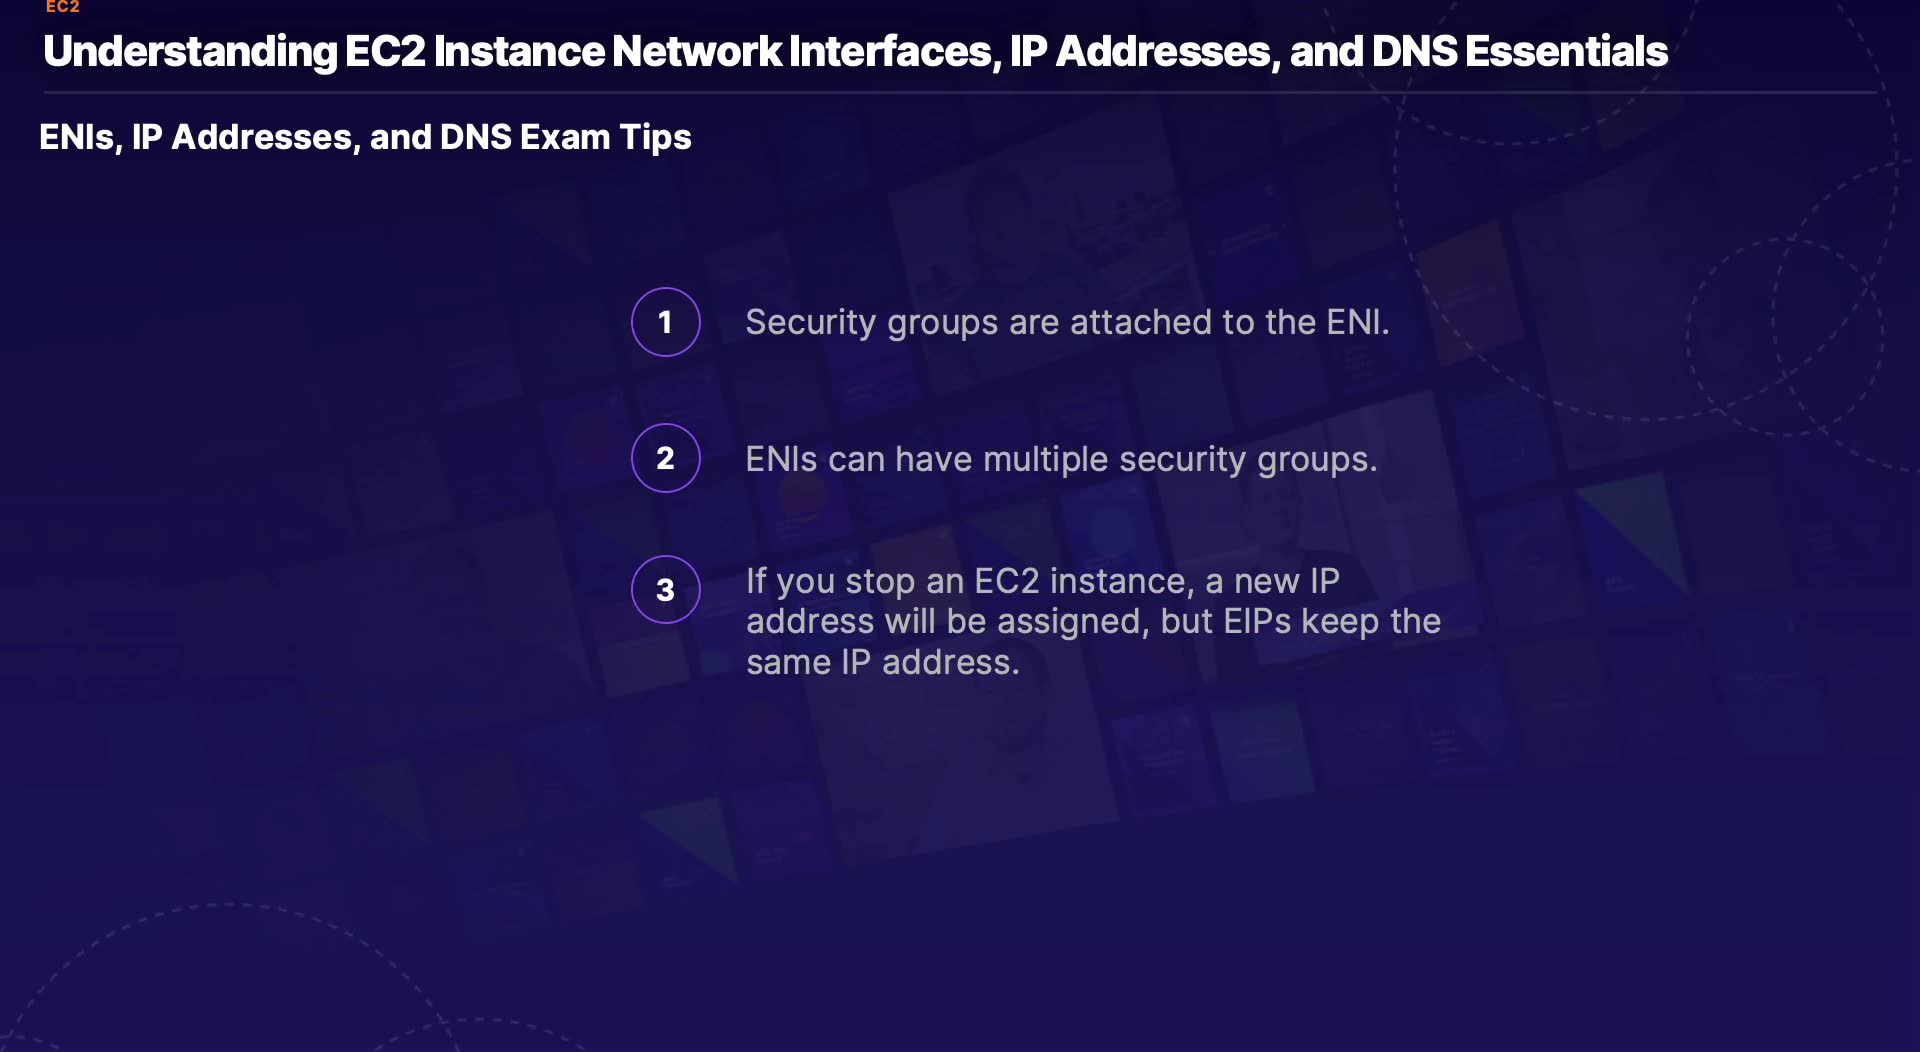 EC2
Understanding EC2 Instance Network Interfaces, IP Addresses, and DNS Essentials
ENIs, IP Addresses, and DNS Exam Tips
1 Security groups are attached to the ENI.
2 ENIs can have multiple security groups.
3 If you stop an EC2 instance, a new IP
address will be assigned, but EIPs keep the
same IP address.